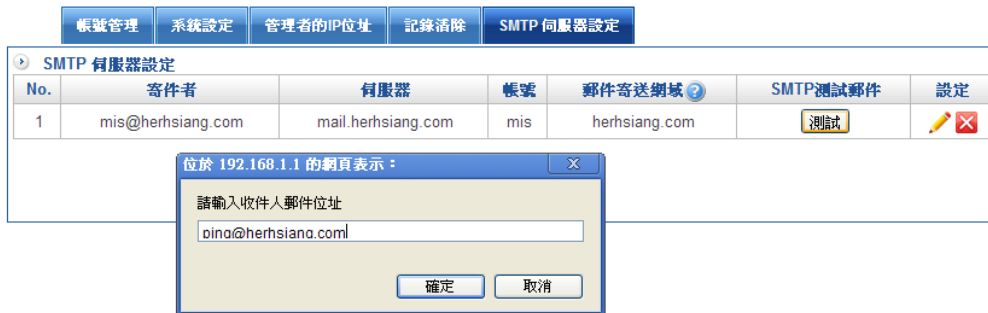 帳號管理 系統設定 管理者的IP位址 記錄清除 SMTP 伺服器設定
SMTP 伺服器設定
No. 寄件者 伺服器 帳號 郵件寄送網域 SMTP測試郵件 設定
1 mis@herhsiang.com mail.herhsiang.com mis herhsiang.com 測試
位於 192.168.1.1 的網頁表示：
請輸入收件人郵件位址
ping@herhsiang.com
確定 取消